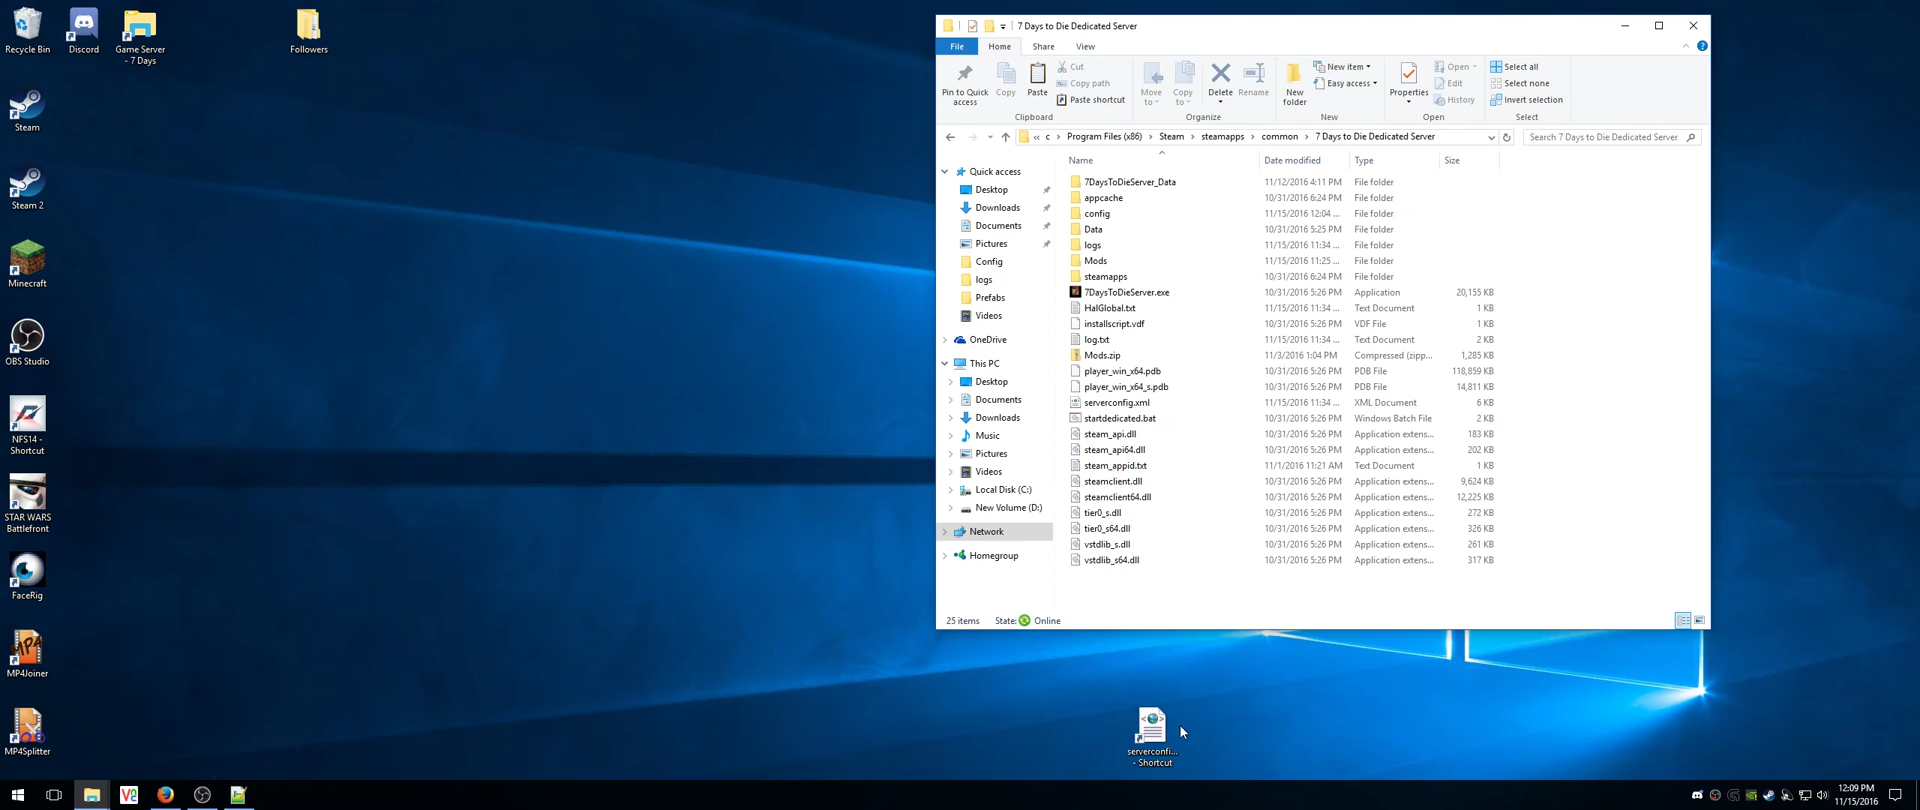 Recycle Bin
Discord
Game Server
- 7 Days
Followers
Steam
Steam 2
Minecraft
OBS Studio
NFS14 -
Shortcut
STAR WARS
Battlefront
FaceRig
MP4Joiner
MP4Splitter
7 Days to Die Dedicated Server
File
Home
Share
View
Pin to Quick
access
Copy
Paste
Cut
Copy path
Paste shortcut
Move
to
Copy
to
Delete
Rename
New
folder
New item
Easy access
Properties
Open
Edit
History
Select all
Select none
Invert selection
Clipboard
Organize
New
Open
Select
« c > Program Files (x86) > Steam > steamapps > common > 7 Days to Die Dedicated Server
Search 7 Days to Die Dedicated Server
Quick access
Desktop
Downloads
Documents
Pictures
Config
logs
Prefabs
Videos
OneDrive
This PC
Desktop
Documents
Downloads
Music
Pictures
Videos
Local Disk (C:)
New Volume (D:)
Network
Homegroup
Name Date modified Type Size
7DaysToDieServer_Data 11/12/2016 4:11 PM File folder
appcache 10/31/2016 6:24 PM File folder
config 11/15/2016 12:04 ... File folder
Data 10/31/2016 5:25 PM File folder
logs 11/15/2016 11:34 ... File folder
Mods 11/15/2016 11:25 ... File folder
steamapps 10/31/2016 6:24 PM File folder
7DaysToDieServer.exe 10/31/2016 5:26 PM Application 20,155 KB
HalGlobal.txt 11/15/2016 11:34 ... Text Document 1 KB
installscript.vdf 10/31/2016 5:26 PM VDF File 1 KB
log.txt 11/15/2016 11:34 ... Text Document 2 KB
Mods.zip 11/3/2016 1:04 PM Compressed (zipp... 1,285 KB
player_win_x64.pdb 10/31/2016 5:26 PM PDB File 118,859 KB
player_win_x64_s.pdb 10/31/2016 5:26 PM PDB File 14,811 KB
serverconfig.xml 11/15/2016 11:34 ... XML Document 6 KB
startdedicated.bat 10/31/2016 5:26 PM Windows Batch File 2 KB
steam_api.dll 10/31/2016 5:26 PM Application extens... 183 KB
steam_api64.dll 10/31/2016 5:26 PM Application extens... 202 KB
steam_appid.txt 11/1/2016 11:21 AM Text Document 1 KB
steamclient.dll 10/31/2016 5:26 PM Application extens... 9,624 KB
steamclient64.dll 10/31/2016 5:26 PM Application extens... 12,225 KB
tier0_s.dll 10/31/2016 5:26 PM Application extens... 272 KB
tier0_s64.dll 10/31/2016 5:26 PM Application extens... 326 KB
vstdlib_s.dll 10/31/2016 5:26 PM Application extens... 261 KB
vstdlib_s64.dll 10/31/2016 5:26 PM Application extens... 317 KB
25 items State: Online
serverconfi...
- Shortcut
12:09 PM
11/15/2016